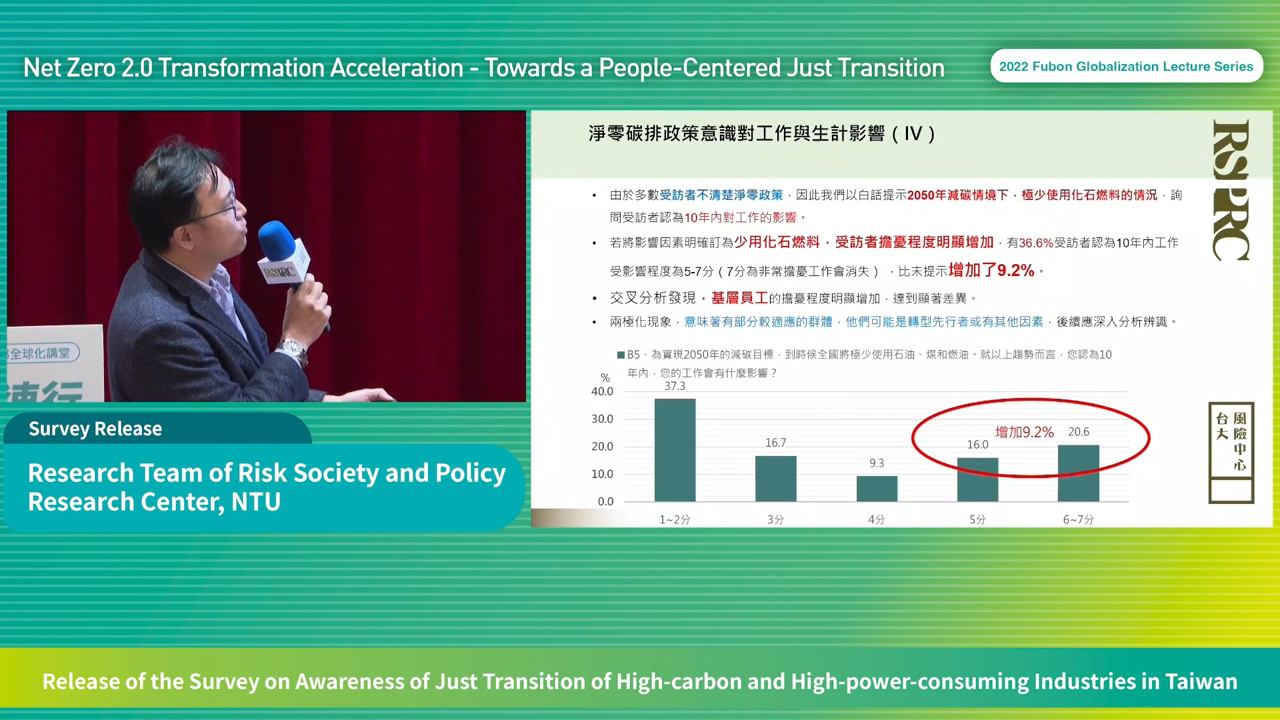 Net Zero 2.0 Transformation Acceleration - Towards a People-Centered Just Transition
2022 Fubon Globalization Lecture Series
淨零碳排政策意識對工作與生計影響（IV）
RSPRC
• 由於多數受訪者不清楚淨零政策，因此我們以白話提示2050年減碳情境下，極少使用化石燃料的情況，詢
問受訪者認為10年內對工作的影響。
• 若將影響因素明確訂為少用化石燃料，受訪者擔憂程度明顯增加，有36.6%受訪者認為10年內工作
受影響程度為5-7分（7分為非常擔憂工作會消失），比未提示增加了9.2%。
• 交叉分析發現，基層員工的擔憂程度明顯增加，達到顯著差異。
• 兩極化現象，意味著有部分較適應的群體，他們可能是轉型先行者或有其他因素，後續應深入分析辨識。
B5、為實現2050年的減碳目標，到時候全國將極少使用石油、煤和燃油。就以上趨勢而言，您認為10
年內，您的工作會有什麼影響？
%
40.0
30.0
20.0
10.0
0.0
37.3
16.7
9.3
16.0
20.6
增加9.2%
1~2分
3分
4分
5分
6~7分
台大
風險中心
RSPRC
全球化講堂
Survey Release
Research Team of Risk Society and Policy
Research Center, NTU
Release of the Survey on Awareness of Just Transition of High-carbon and High-power-consuming Industries in Taiwan